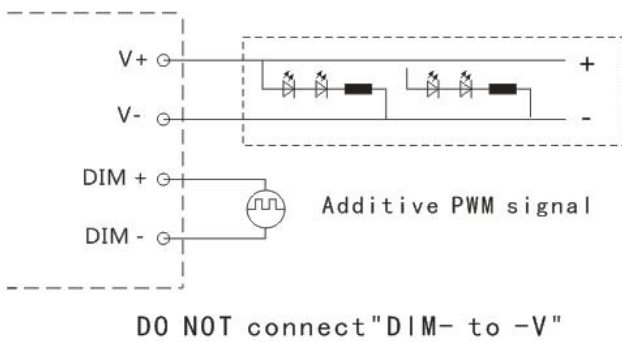 V+
+
V-
-
DIM +
Additive PWM signal
DIM -
DO NOT connect"DIM- to -V"